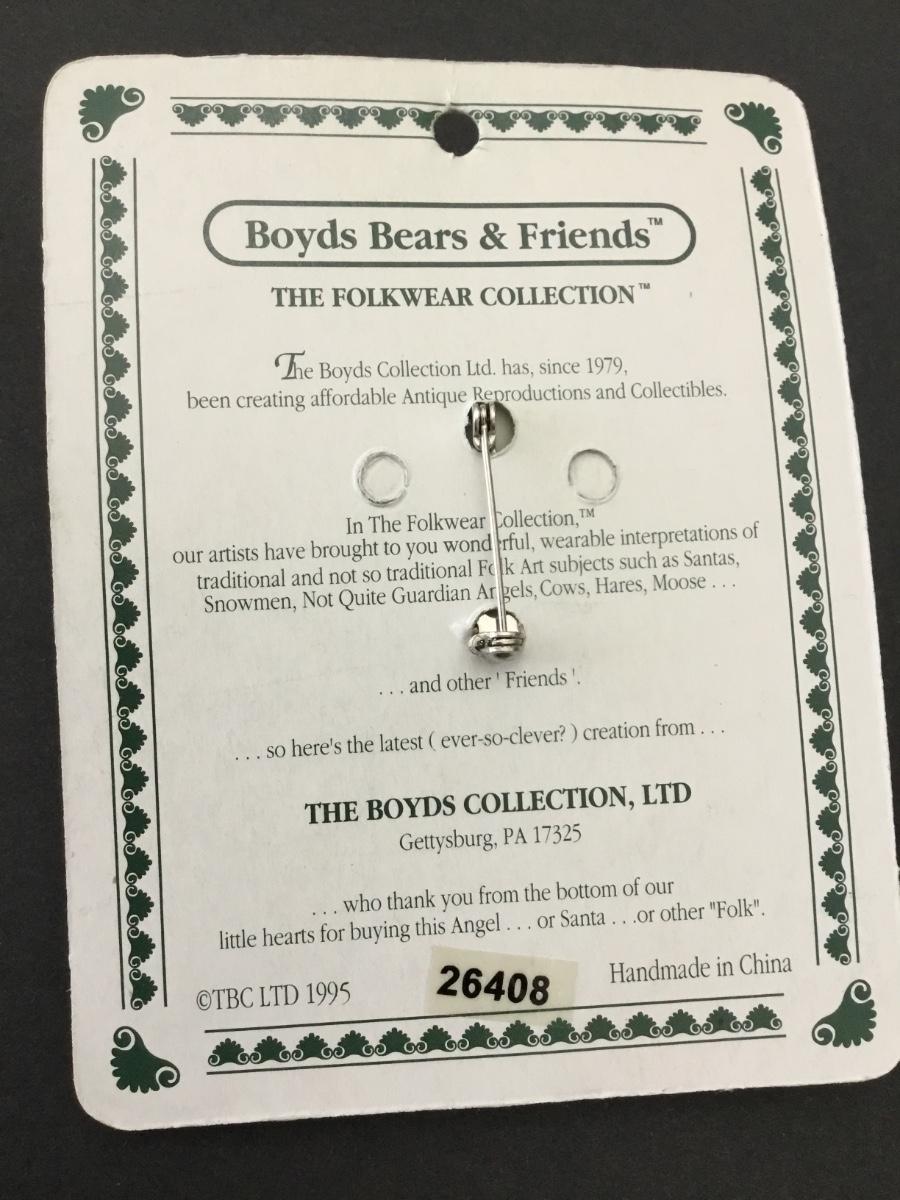 Boyds Bears & Friends™
THE FOLKWEAR COLLECTION™
The Boyds Collection Ltd. has, since 1979,
been creating affordable Antique Reproductions and Collectibles.
In The Folkwear Collection,™
our artists have brought to you wonderful, wearable interpretations of
traditional and not so traditional Folk Art subjects such as Santas,
Snowmen, Not Quite Guardian Angels, Cows, Hares, Moose . . .
. . . and other ' Friends '.
. . . so here's the latest ( ever-so-clever? ) creation from . . .
THE BOYDS COLLECTION, LTD
Gettysburg, PA 17325
. . . who thank you from the bottom of our
little hearts for buying this Angel . . . or Santa . . .or other "Folk".
©TBC LTD 1995
26408
Handmade in China